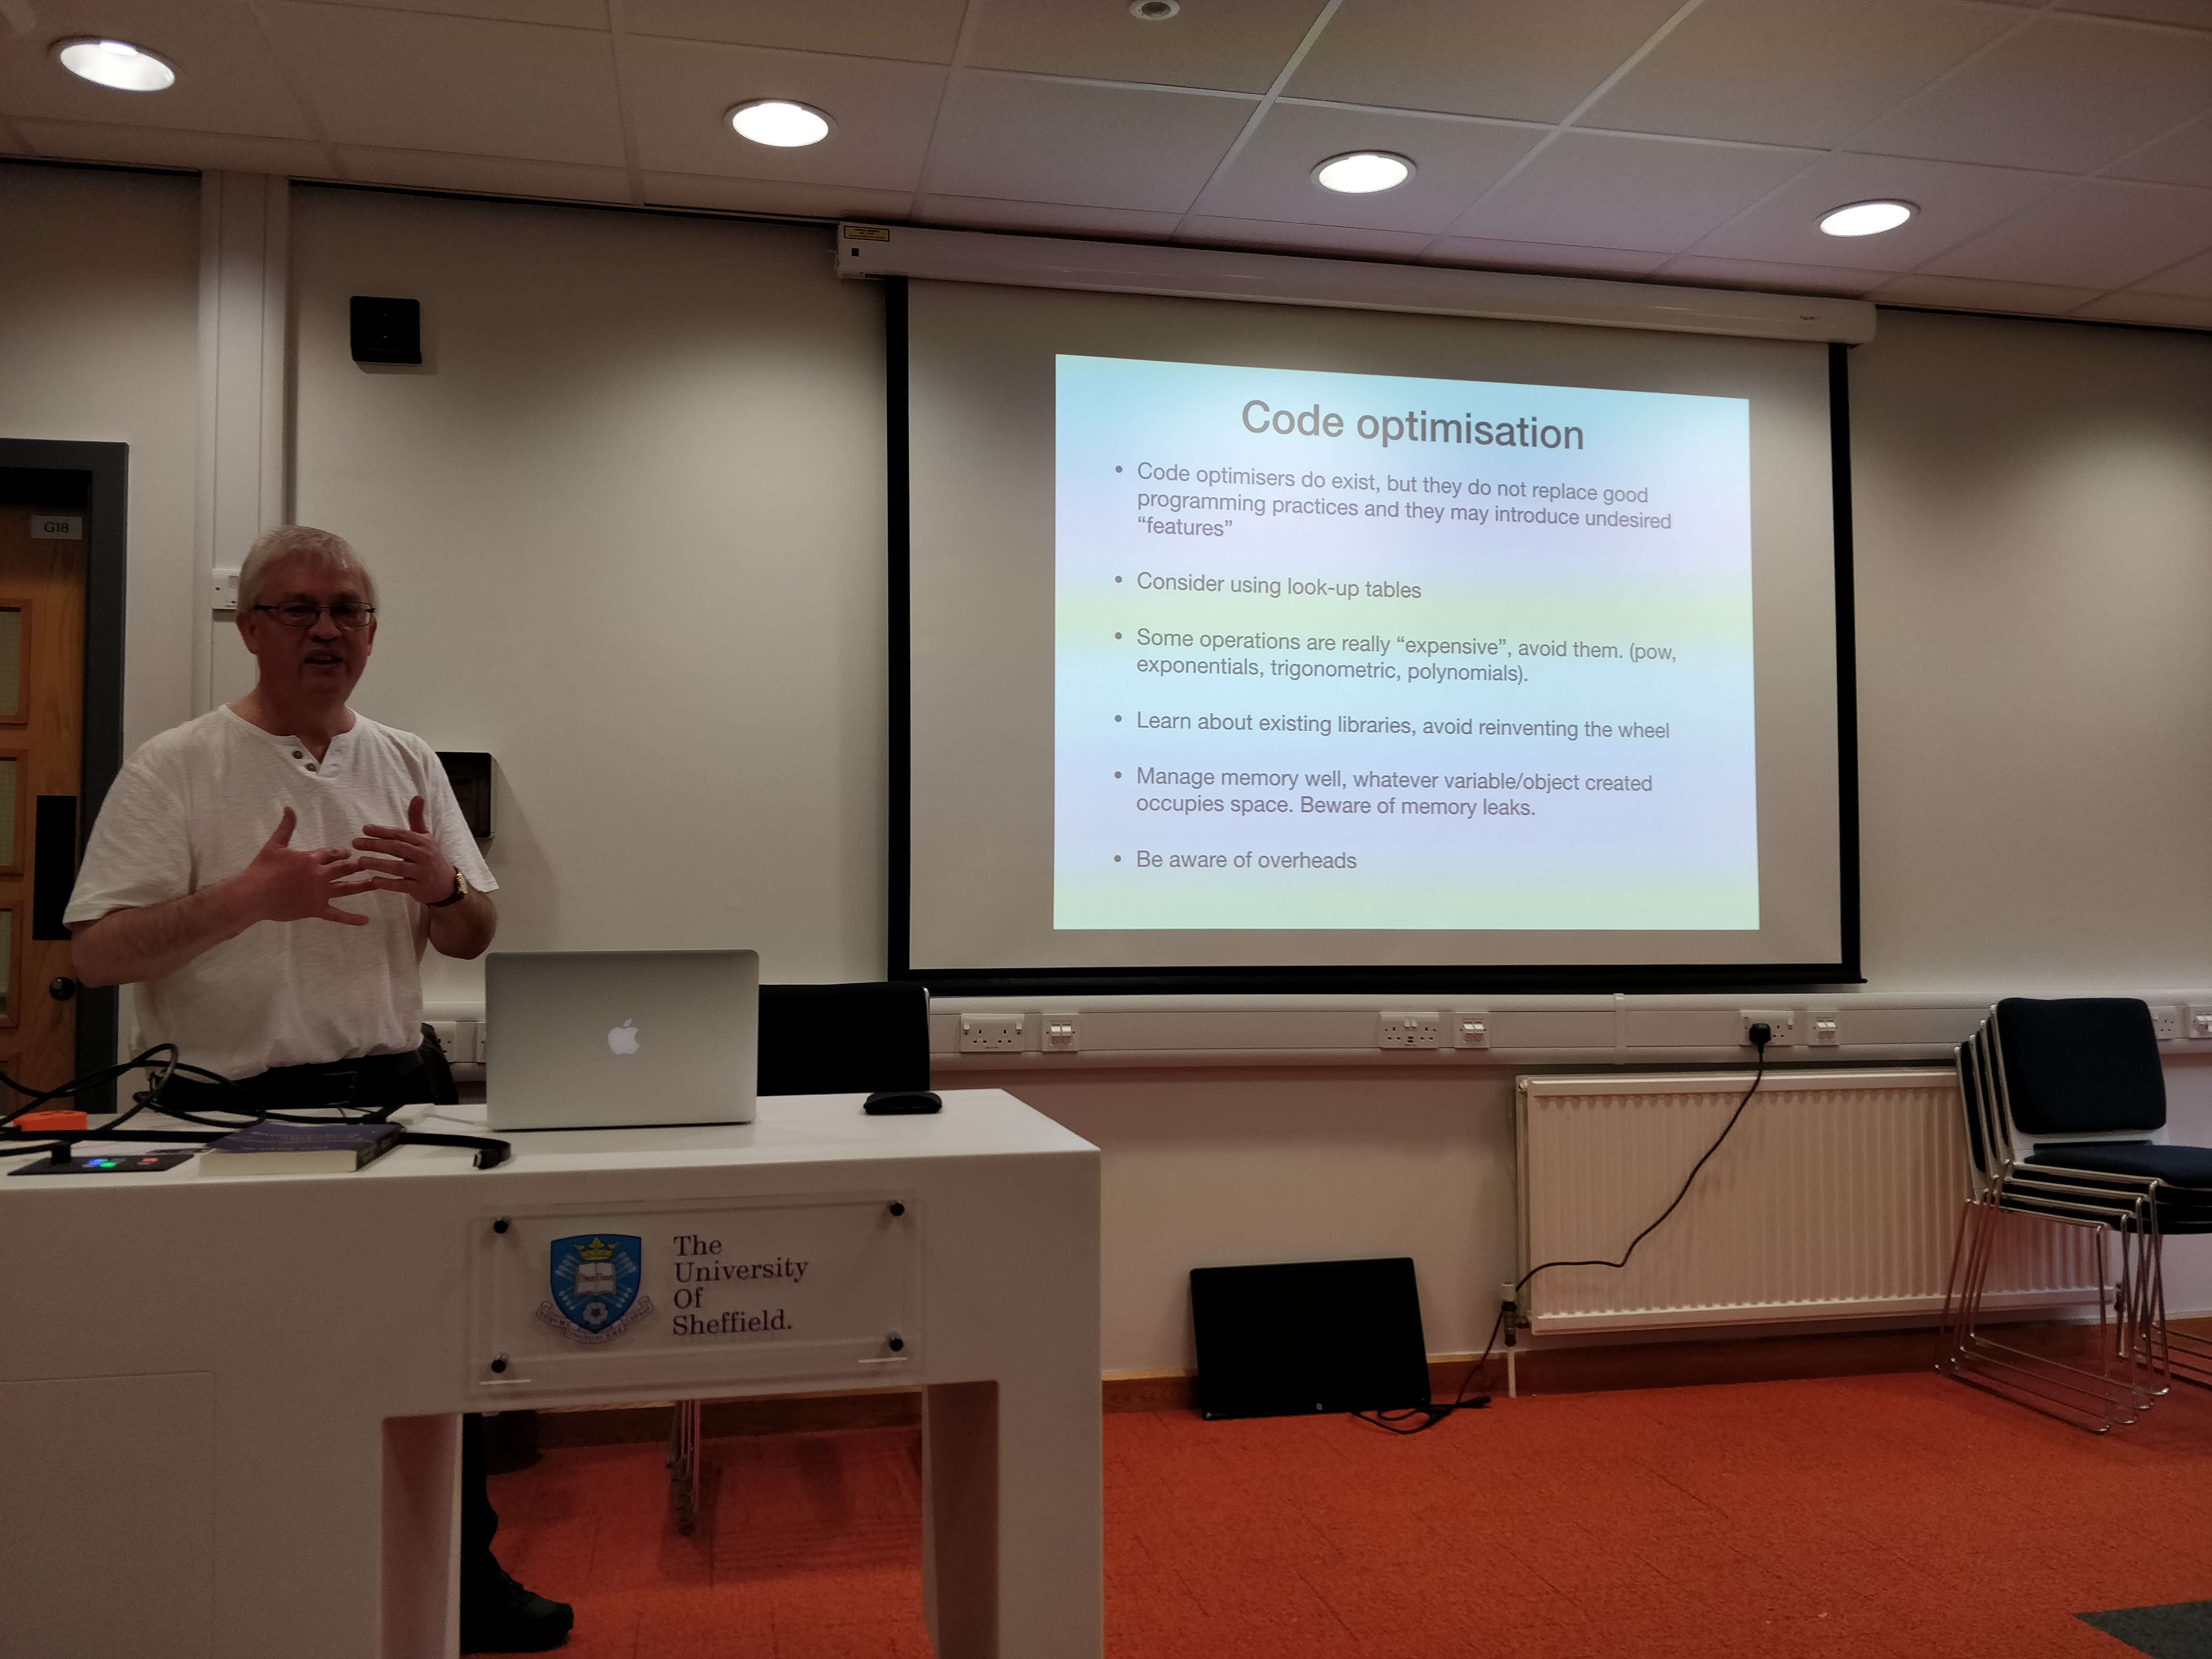 G18
Code optimisation
• Code optimisers do exist, but they do not replace good
programming practices and they may introduce undesired
“features”
• Consider using look-up tables
• Some operations are really “expensive”, avoid them. (pow,
exponentials, trigonometric, polynomials).
• Learn about existing libraries, avoid reinventing the wheel
• Manage memory well, whatever variable/object created
occupies space. Beware of memory leaks.
• Be aware of overheads
The
University
Of
Sheffield.